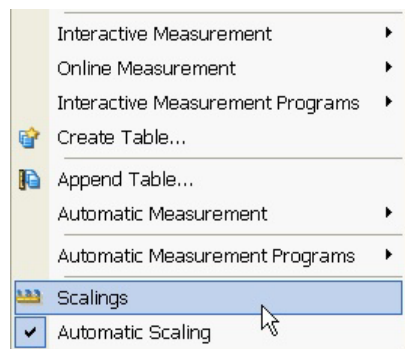 Interactive Measurement
Online Measurement
Interactive Measurement Programs
Create Table...
Append Table...
Automatic Measurement
Automatic Measurement Programs
Scalings
Automatic Scaling